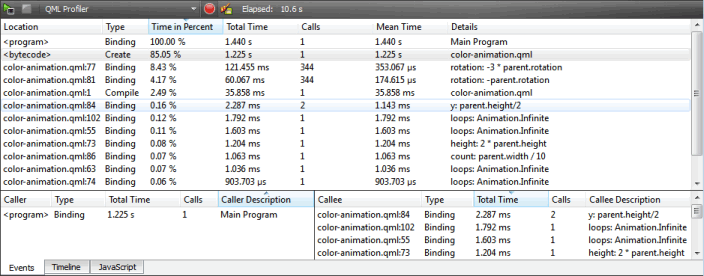 QML Profiler Elapsed: 10.6 s
Location Type Time in Percent Total Time Calls Mean Time Details
<program> Binding 100.00 % 1.440 s 1 1.440 s Main Program
<bytecode> Create 85.05 % 1.225 s 1 1.225 s color-animation.qml
color-animation.qml:77 Binding 8.43 % 121.455 ms 344 353.067 µs rotation: -3 * parent.rotation
color-animation.qml:81 Binding 4.17 % 60.067 ms 344 174.615 µs rotation: -parent.rotation
color-animation.qml:1 Compile 2.49 % 35.858 ms 1 35.858 ms color-animation.qml
color-animation.qml:84 Binding 0.16 % 2.287 ms 2 1.143 ms y: parent.height/2
color-animation.qml:102 Binding 0.12 % 1.792 ms 1 1.792 ms loops: Animation.Infinite
color-animation.qml:55 Binding 0.11 % 1.603 ms 1 1.603 ms loops: Animation.Infinite
color-animation.qml:73 Binding 0.08 % 1.204 ms 1 1.204 ms height: 2 * parent.height
color-animation.qml:86 Binding 0.07 % 1.063 ms 1 1.063 ms count: parent.width / 10
color-animation.qml:63 Binding 0.07 % 1.036 ms 1 1.036 ms loops: Animation.Infinite
color-animation.qml:74 Binding 0.06 % 903.703 µs 1 903.703 µs loops: Animation.Infinite
Caller Type Total Time Calls Caller Description
<program> Binding 1.225 s 1 Main Program
Callee Type Total Time Calls Callee Description
color-animation.qml:84 Binding 2.287 ms 2 y: parent.height/2
color-animation.qml:102 Binding 1.792 ms 1 loops: Animation.Infinite
color-animation.qml:55 Binding 1.603 ms 1 loops: Animation.Infinite
color-animation.qml:73 Binding 1.204 ms 1 height: 2 * parent.height
Events Timeline JavaScript